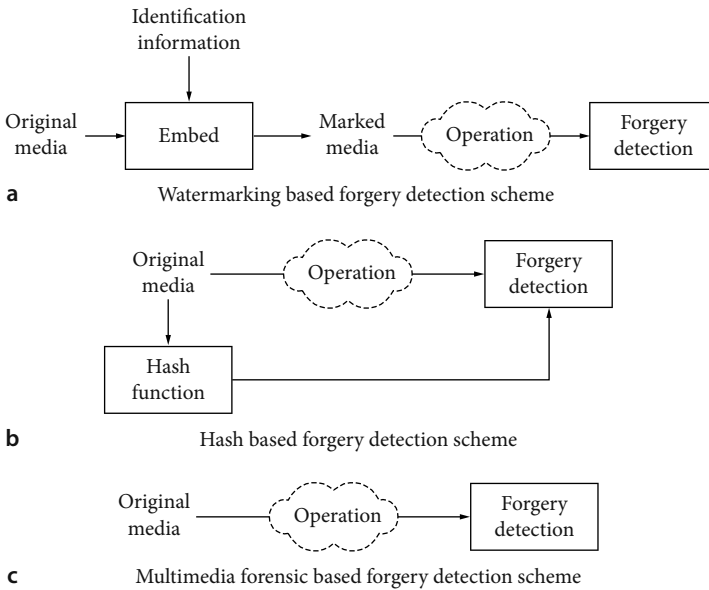 Identification
information
Original
media
Embed
Marked
media
Operation
Forgery
detection
a Watermarking based forgery detection scheme
Original
media
Operation
Forgery
detection
Hash
function
b Hash based forgery detection scheme
Original
media
Operation
Forgery
detection
c Multimedia forensic based forgery detection scheme